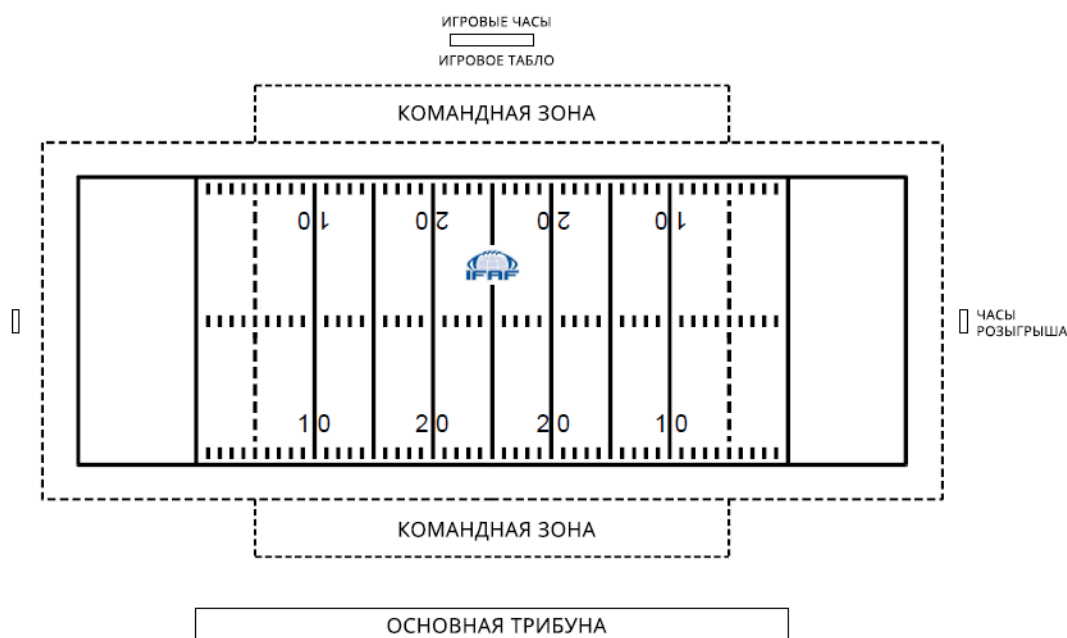 ИГРОВЫЕ ЧАСЫ
ИГРОВОЕ ТАБЛО
КОМАНДНАЯ ЗОНА
10 20 20 10
IFAF
ЧАСЫ
РОЗЫГРЫША
10 20 20 10
КОМАНДНАЯ ЗОНА
ОСНОВНАЯ ТРИБУНА